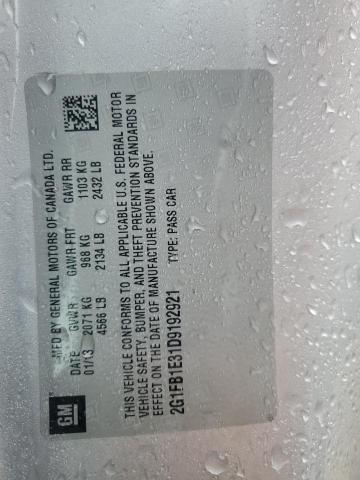 GM
MFD BY GENERAL MOTORS OF CANADA LTD.
DATE GVWR GAWR FRT GAWR RR
01/13 2071 KG 968 KG 1103 KG
4566 LB 2134 LB 2432 LB
THIS VEHICLE CONFORMS TO ALL APPLICABLE U.S. FEDERAL MOTOR
VEHICLE SAFETY, BUMPER, AND THEFT PREVENTION STANDARDS IN
EFFECT ON THE DATE OF MANUFACTURE SHOWN ABOVE.
2G1FB1E31D9192921 TYPE: PASS CAR